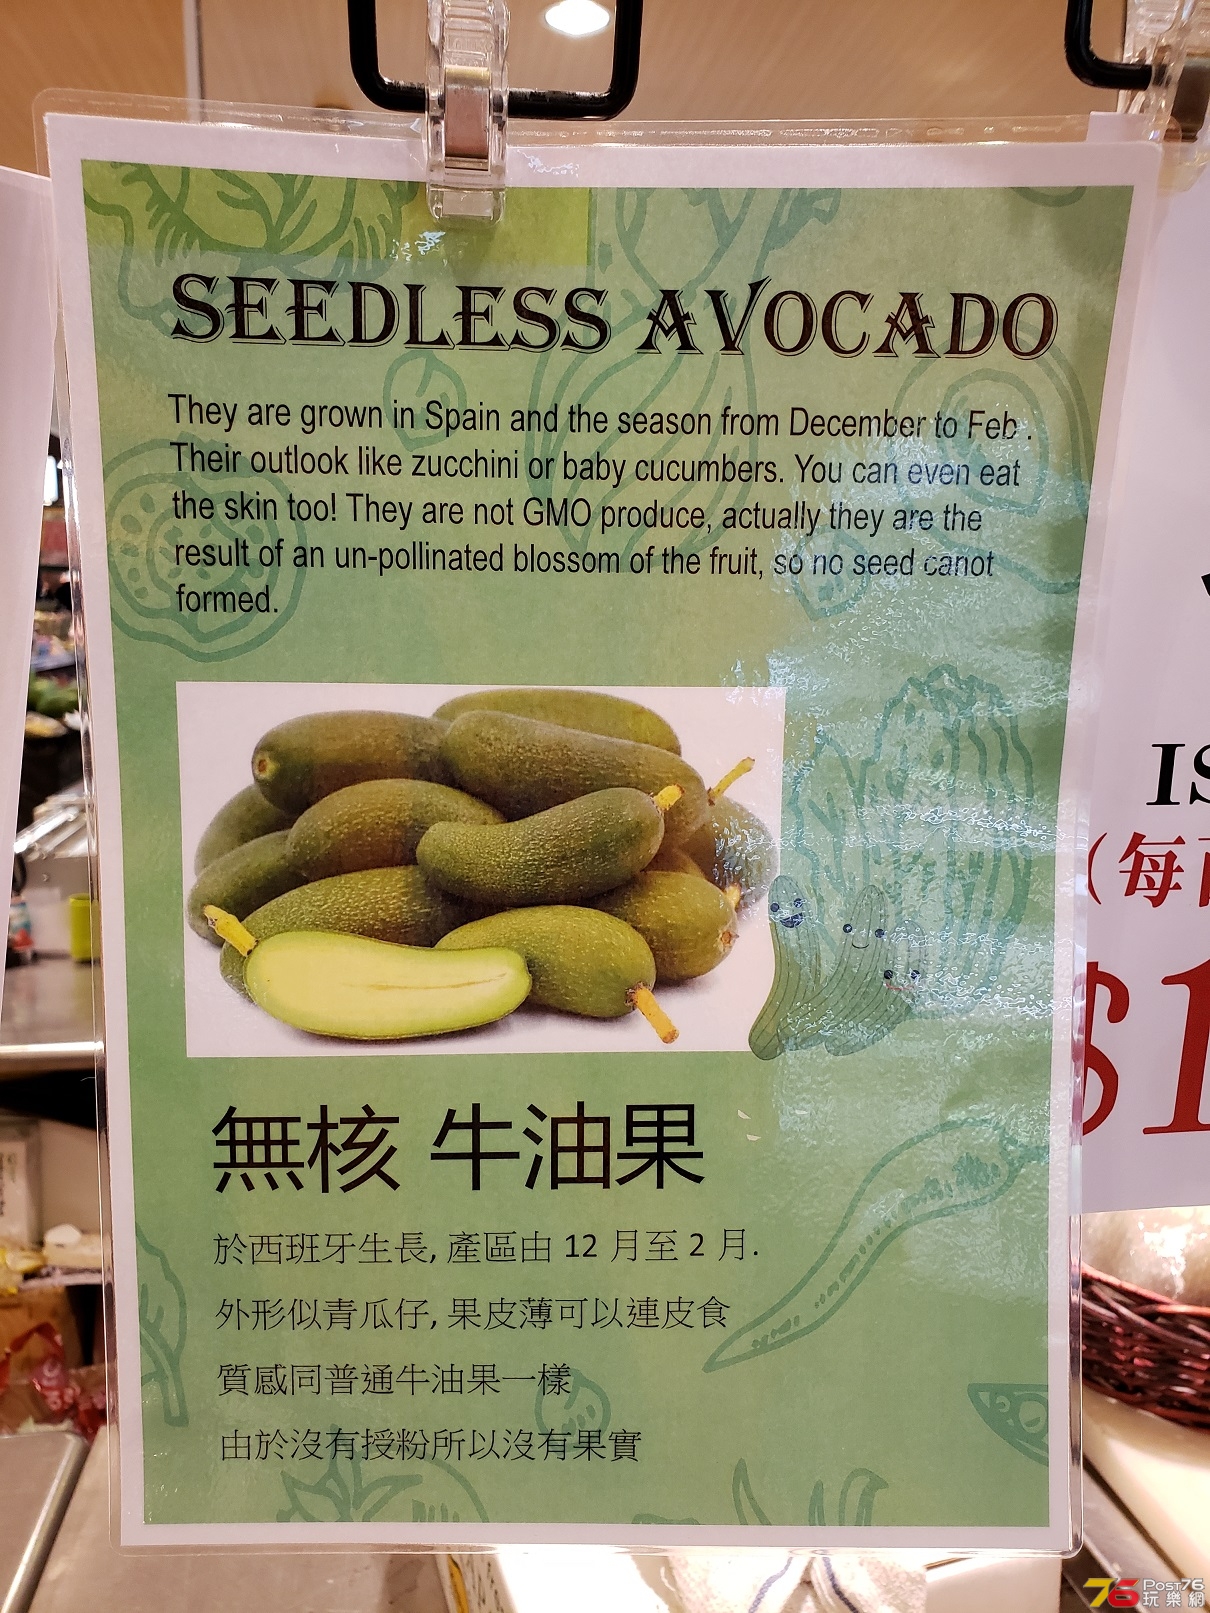 SEEDLESS AVOCADO
They are grown in Spain and the season from December to Feb .
Their outlook like zucchini or baby cucumbers. You can even eat
the skin too! They are not GMO produce, actually they are the
result of an un-pollinated blossom of the fruit, so no seed canot
formed.
無核 牛油果
於西班牙生長, 產區由 12 月至 2 月.
外形似青瓜仔, 果皮薄可以連皮食
質感同普通牛油果一樣
由於沒有授粉所以沒有果實
IS
(每
$1
76 POST76
玩樂網